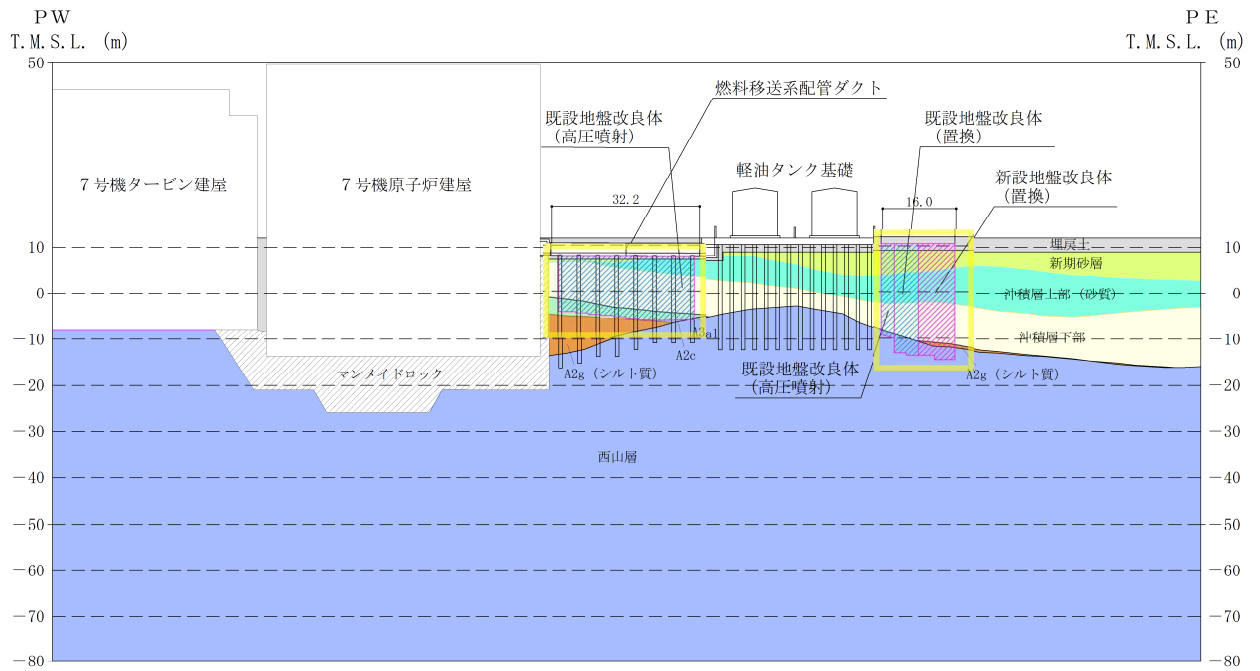 PW
PE
T.M.S.L. (m)
T.M.S.L. (m)
50
50
燃料移送系配管ダクト
既設地盤改良体
(高圧噴射)
既設地盤改良体
(置換)
軽油タンク基礎
新設地盤改良体
(置換)
7号機タービン建屋
7号機原子炉建屋
32.2
16.0
埋戻土
10
10
新期砂層
0
沖積層上部(砂質)
0
沖積層下部
A3a1
-10
-10
A2c
A2g(シルト質)
既設地盤改良体
(高圧噴射)
A2g(シルト質)
マンメイドロック
-20
-20
-30
-30
西山層
-40
-40
-50
-50
-60
-60
-70
-70
-80
-80